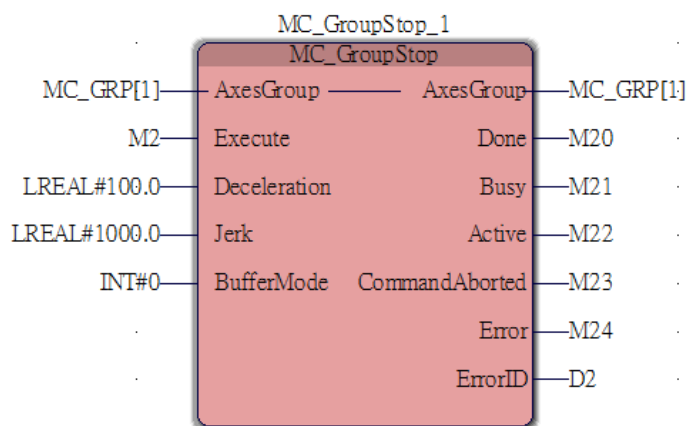 MC_GroupStop_1
MC_GroupStop
MC_GRP[1] AxesGroup AxesGroup MC_GRP[1]
M2 Execute Done M20
LREAL#100.0 Deceleration Busy M21
LREAL#1000.0 Jerk Active M22
INT#0 BufferMode CommandAborted M23
Error M24
ErrorID D2